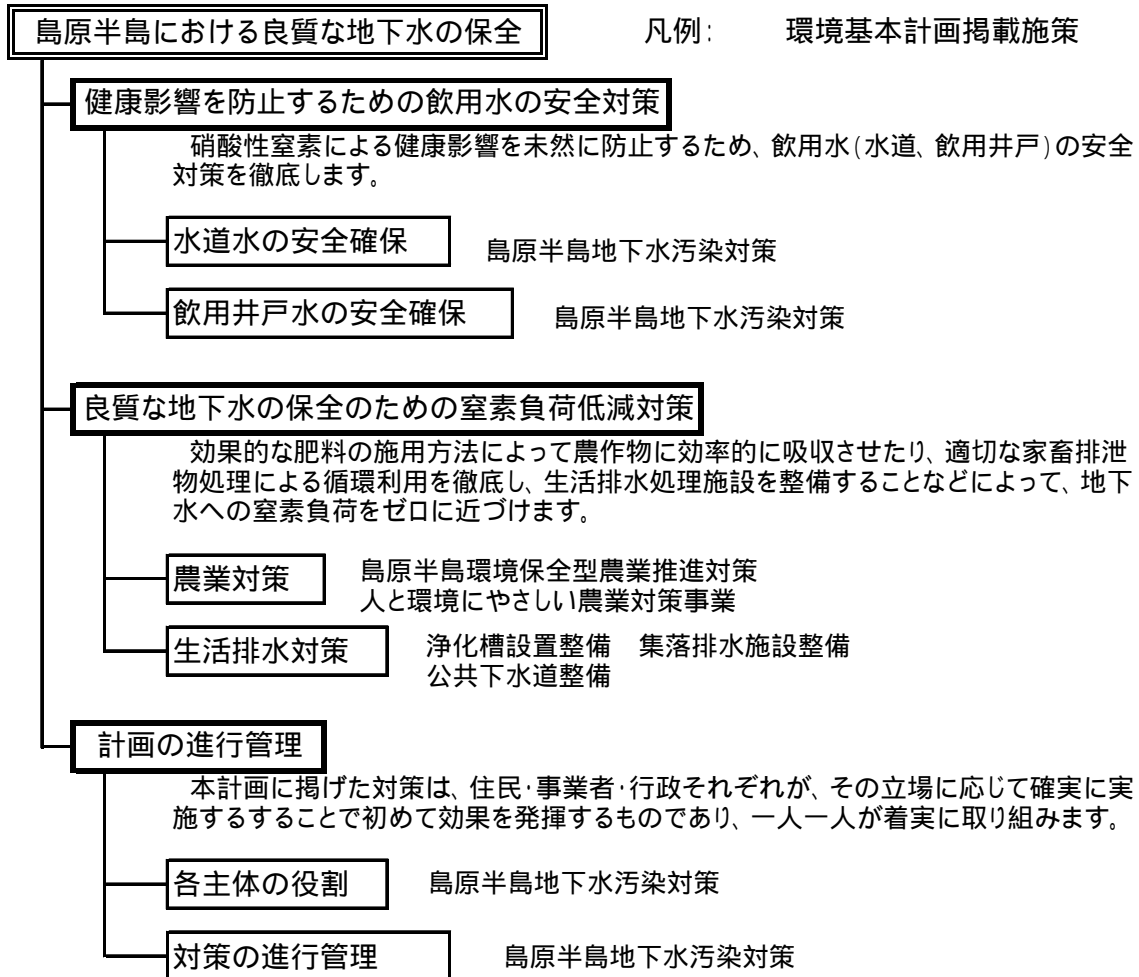 島原半島における良質な地下水の保全　凡例:　環境基本計画掲載施策
健康影響を防止するための飲用水の安全対策
硝酸性窒素による健康影響を未然に防止するため、飲用水(水道、飲用井戸)の安全
対策を徹底します。
水道水の安全確保　島原半島地下水汚染対策
飲用井戸水の安全確保　島原半島地下水汚染対策
良質な地下水の保全のための窒素負荷低減対策
効果的な肥料の施用方法によって農作物に効率的に吸収させたり、適切な家畜排泄
物処理による循環利用を徹底し、生活排水処理施設を整備することなどによって、地下
水への窒素負荷をゼロに近づけます。
農業対策　島原半島環境保全型農業推進対策
人と環境にやさしい農業対策事業
生活排水対策　浄化槽設置整備　集落排水施設整備
公共下水道整備
計画の進行管理
本計画に掲げた対策は、住民・事業者・行政それぞれが、その立場に応じて確実に実
施するすることで初めて効果を発揮するものであり、一人一人が着実に取り組みます。
各主体の役割　島原半島地下水汚染対策
対策の進行管理　島原半島地下水汚染対策